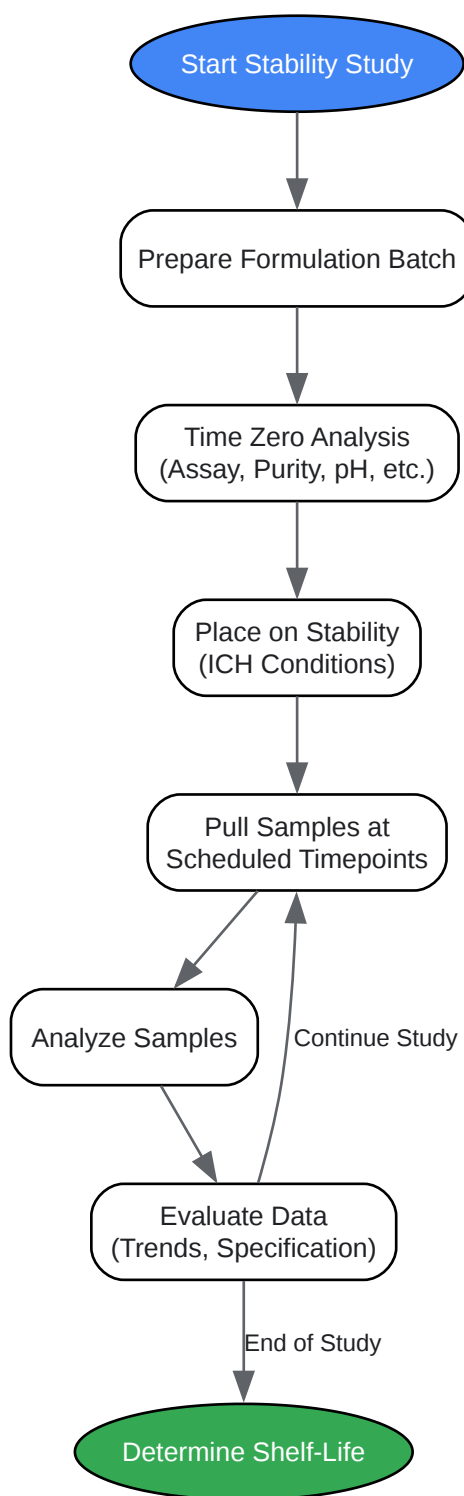 Start Stability Study
Prepare Formulation Batch
Time Zero Analysis
(Assay, Purity, pH, etc.)
Place on Stability
(ICH Conditions)
Pull Samples at
Scheduled Timepoints
Analyze Samples
Continue Study
Evaluate Data
(Trends, Specification)
End of Study
Determine Shelf-Life